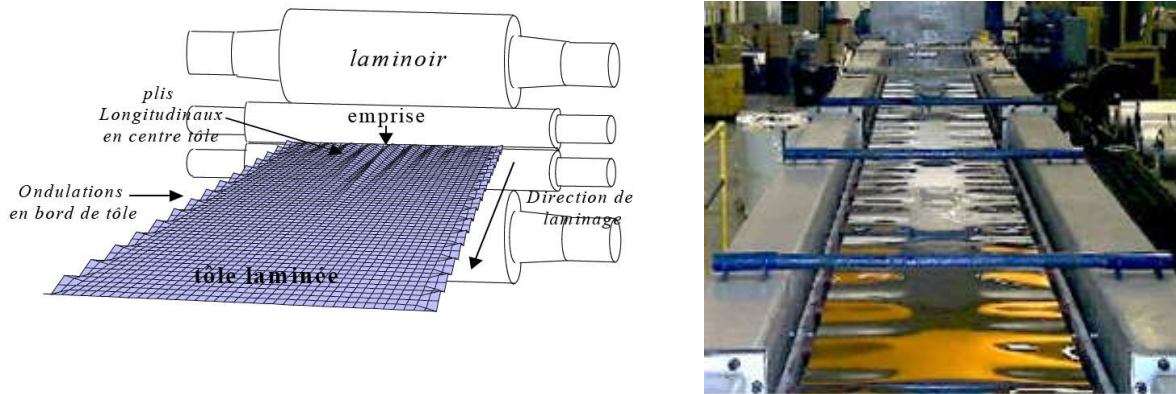 laminoir
plis
Longitudinaux
en centre tôle
emprise
Ondulations
en bord de tôle
Direction de
laminage
tôle laminée